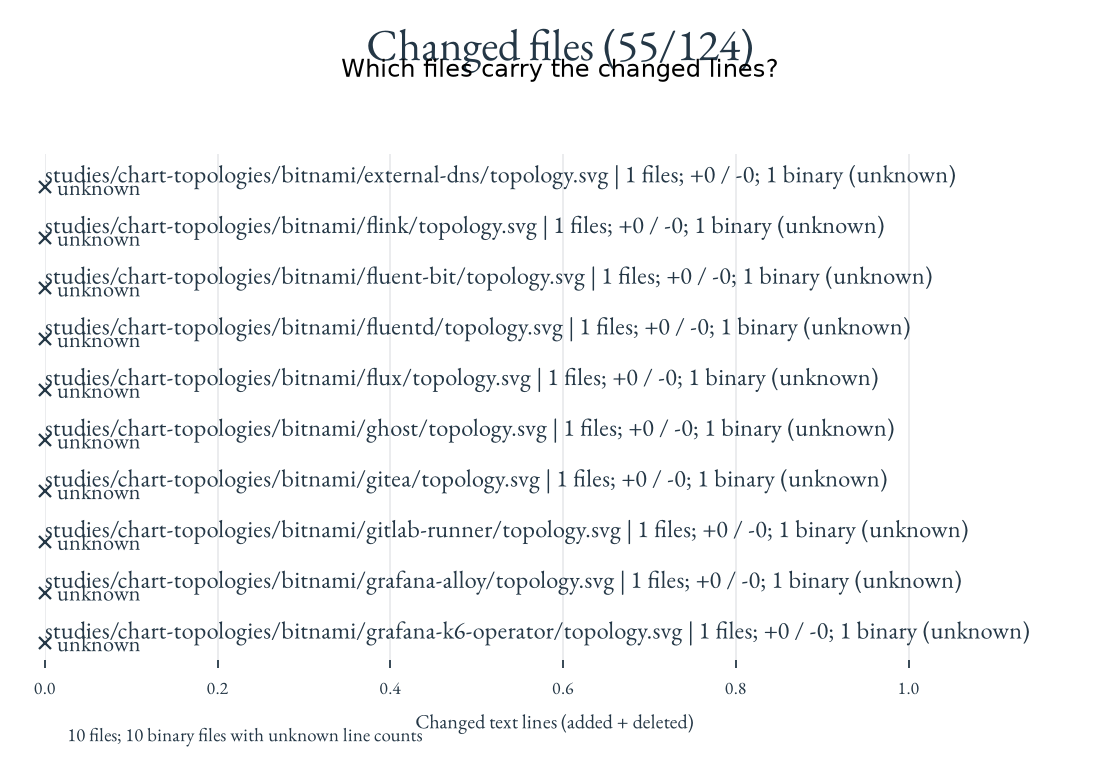 Changed files (55/124)
Which files carry the changed lines?
studies/chart-topologies/bitnami/external-dns/topology.svg | 1 files; +0 / -0; 1 binary (unknown)
unknown
studies/chart-topologies/bitnami/flink/topology.svg | 1 files; +0 / -0; 1 binary (unknown)
unknown
studies/chart-topologies/bitnami/fluent-bit/topology.svg | 1 files; +0 / -0; 1 binary (unknown)
unknown
studies/chart-topologies/bitnami/fluentd/topology.svg | 1 files; +0 / -0; 1 binary (unknown)
unknown
studies/chart-topologies/bitnami/flux/topology.svg | 1 files; +0 / -0; 1 binary (unknown)
unknown
studies/chart-topologies/bitnami/ghost/topology.svg | 1 files; +0 / -0; 1 binary (unknown)
unknown
studies/chart-topologies/bitnami/gitea/topology.svg | 1 files; +0 / -0; 1 binary (unknown)
unknown
studies/chart-topologies/bitnami/gitlab-runner/topology.svg | 1 files; +0 / -0; 1 binary (unknown)
unknown
studies/chart-topologies/bitnami/grafana-alloy/topology.svg | 1 files; +0 / -0; 1 binary (unknown)
unknown
studies/chart-topologies/bitnami/grafana-k6-operator/topology.svg | 1 files; +0 / -0; 1 binary (unknown)
unknown
0.0 0.2 0.4 0.6 0.8 1.0
Changed text lines (added + deleted)
10 files; 10 binary files with unknown line counts